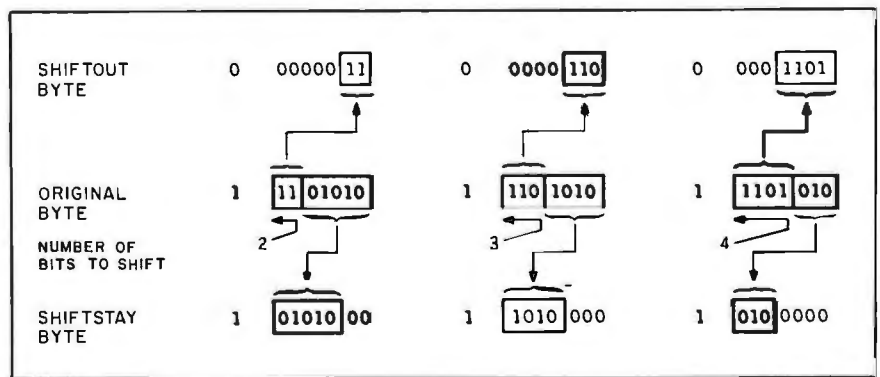 SHIFTOUT BYTE 0 00000 11 0 0000 110 0 000 1101
ORIGINAL BYTE 1 11 01010 1 110 1010 1 1101 010
NUMBER OF BITS TO SHIFT 2 3 4
SHIFTSTAY BYTE 1 01010 00 1 1010 000 1 010 0000